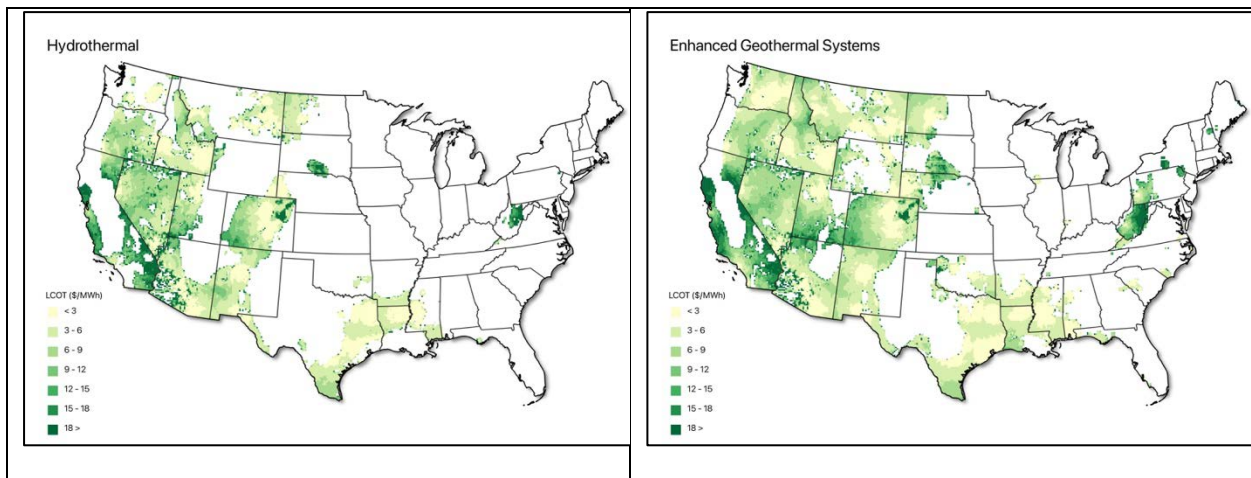 Hydrothermal
LCOT ($/MWh)
< 3
3 - 6
6 - 9
9 - 12
12 - 15
15 - 18
18 >
Enhanced Geothermal Systems
LCOT ($/MWh)
< 3
3 - 6
6 - 9
9 - 12
12 - 15
15 - 18
18 >